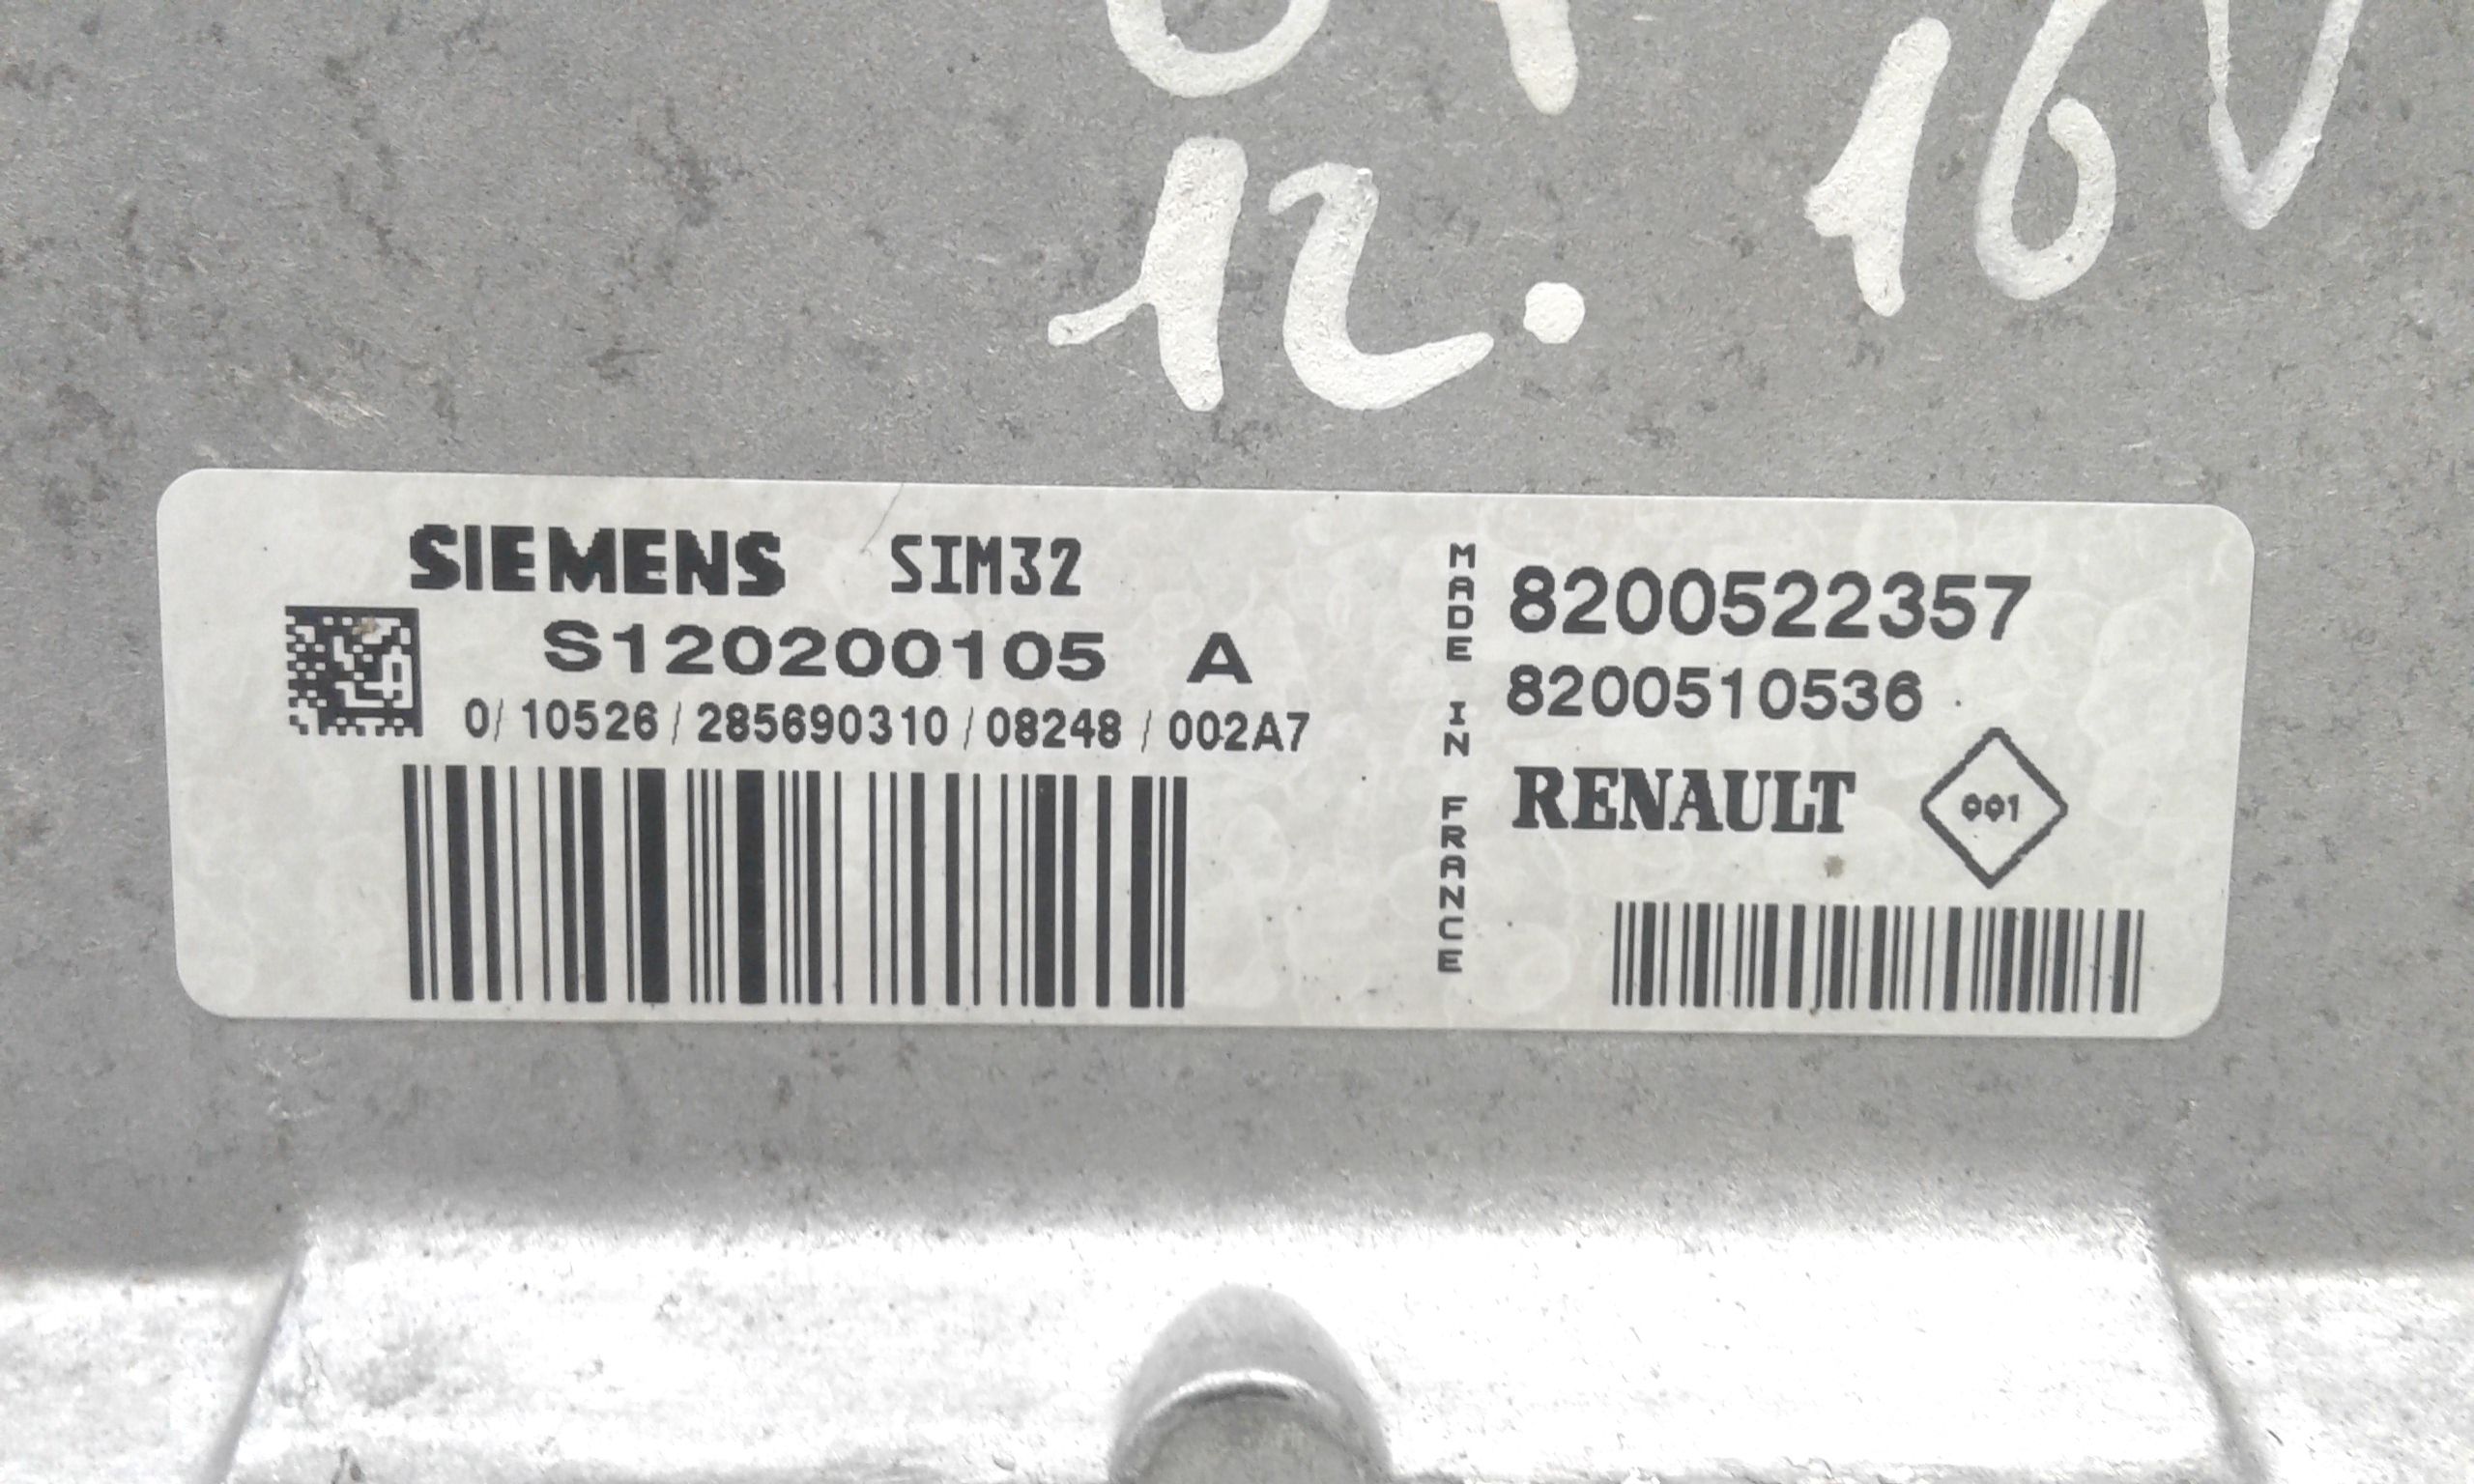 16V
12.
SIEMENS SIM32
S120200105 A
0/ 10526 / 285690310 / 08248 / 002A7
MADE IN FRANCE
8200522357
8200510536
RENAULT 001